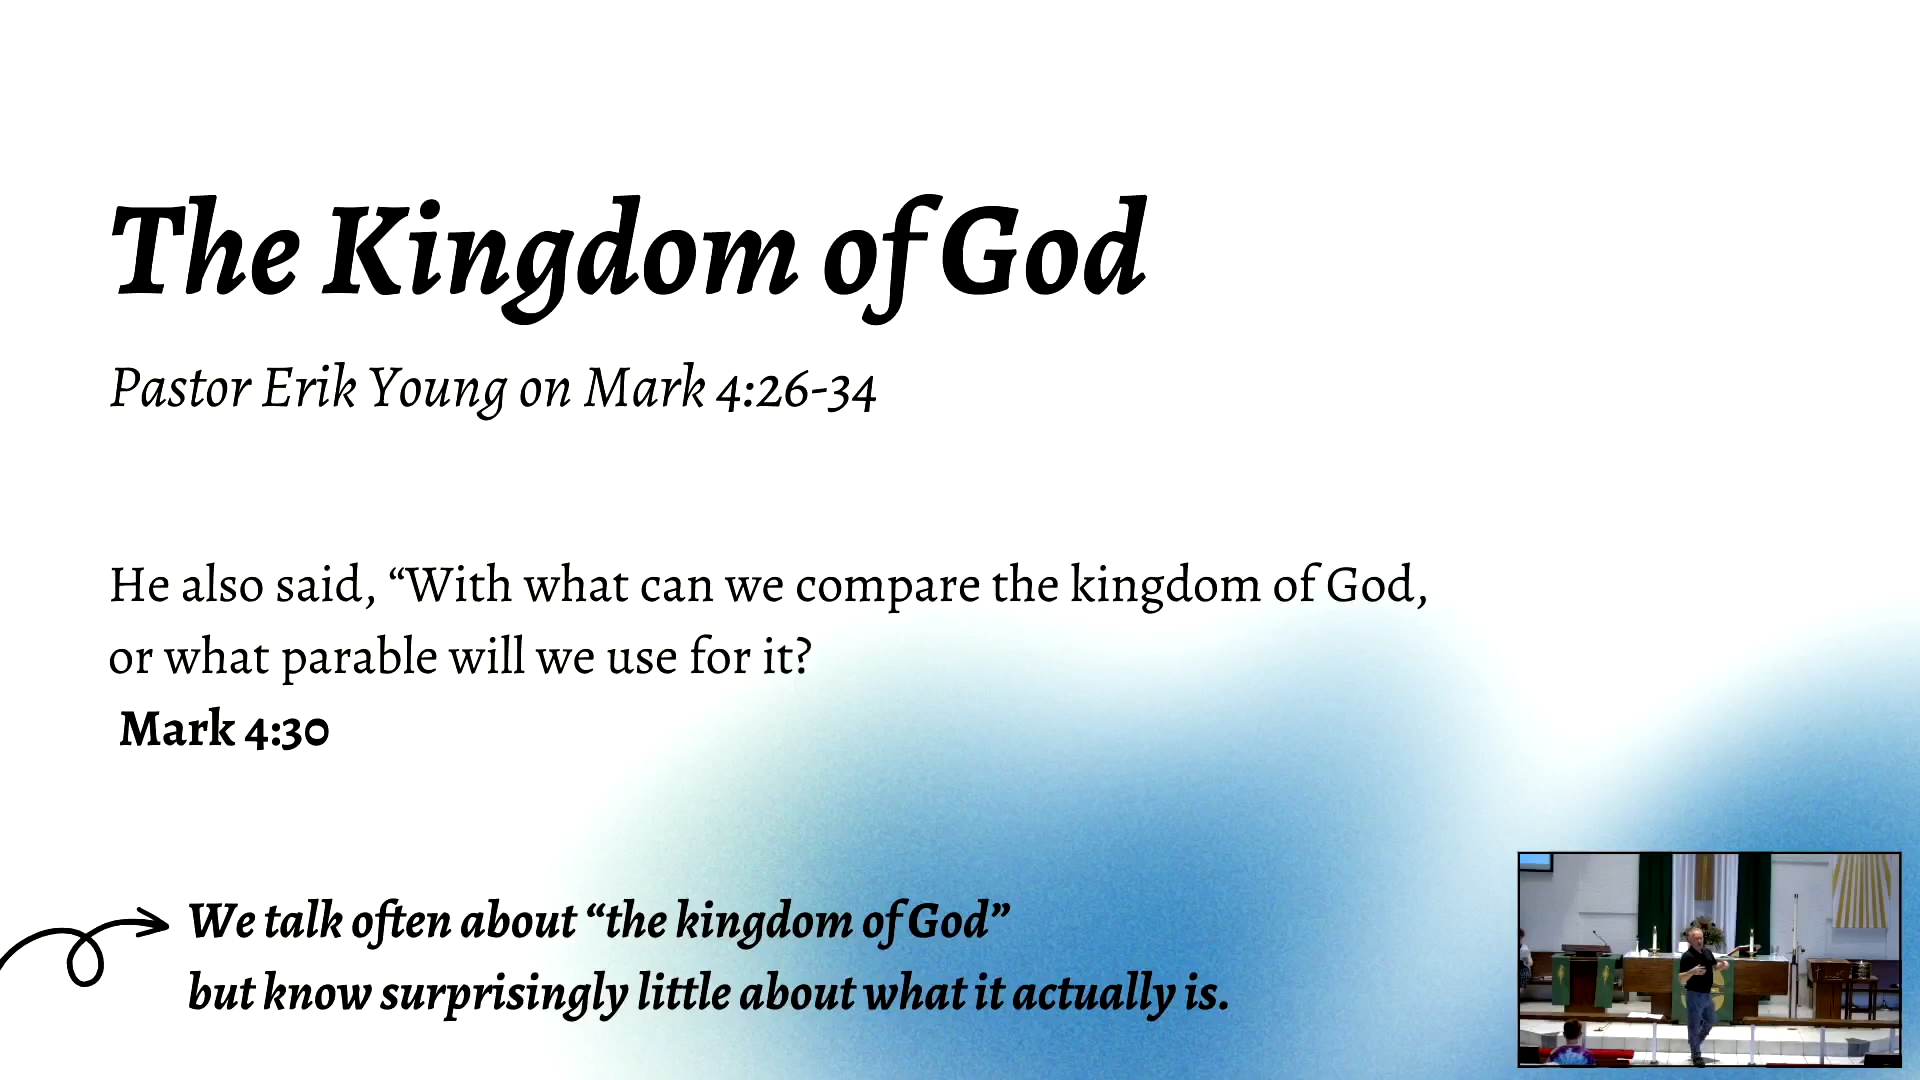 The Kingdom of God
Pastor Erik Young on Mark 4:26-34
He also said, “With what can we compare the kingdom of God,
or what parable will we use for it?
Mark 4:30
We talk often about “the kingdom of God”
but know surprisingly little about what it actually is.